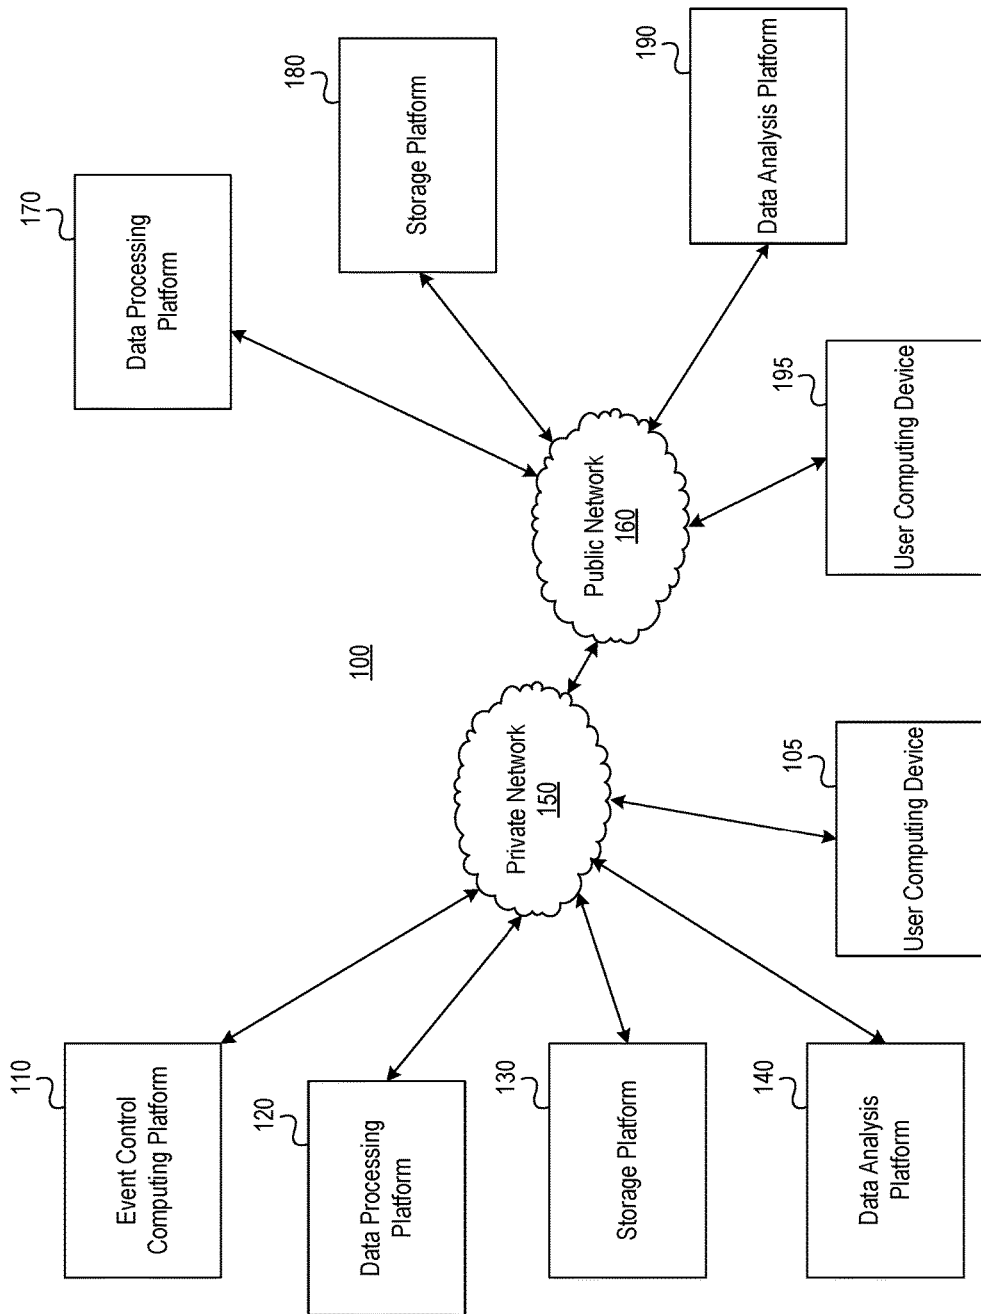 110
Event Control
Computing Platform
120
Data Processing
Platform
130
Storage Platform
140
Data Analysis
Platform
Private Network
150
105
User Computing Device
100
Public Network
160
170
Data Processing
Platform
180
Storage Platform
190
Data Analysis Platform
195
User Computing Device